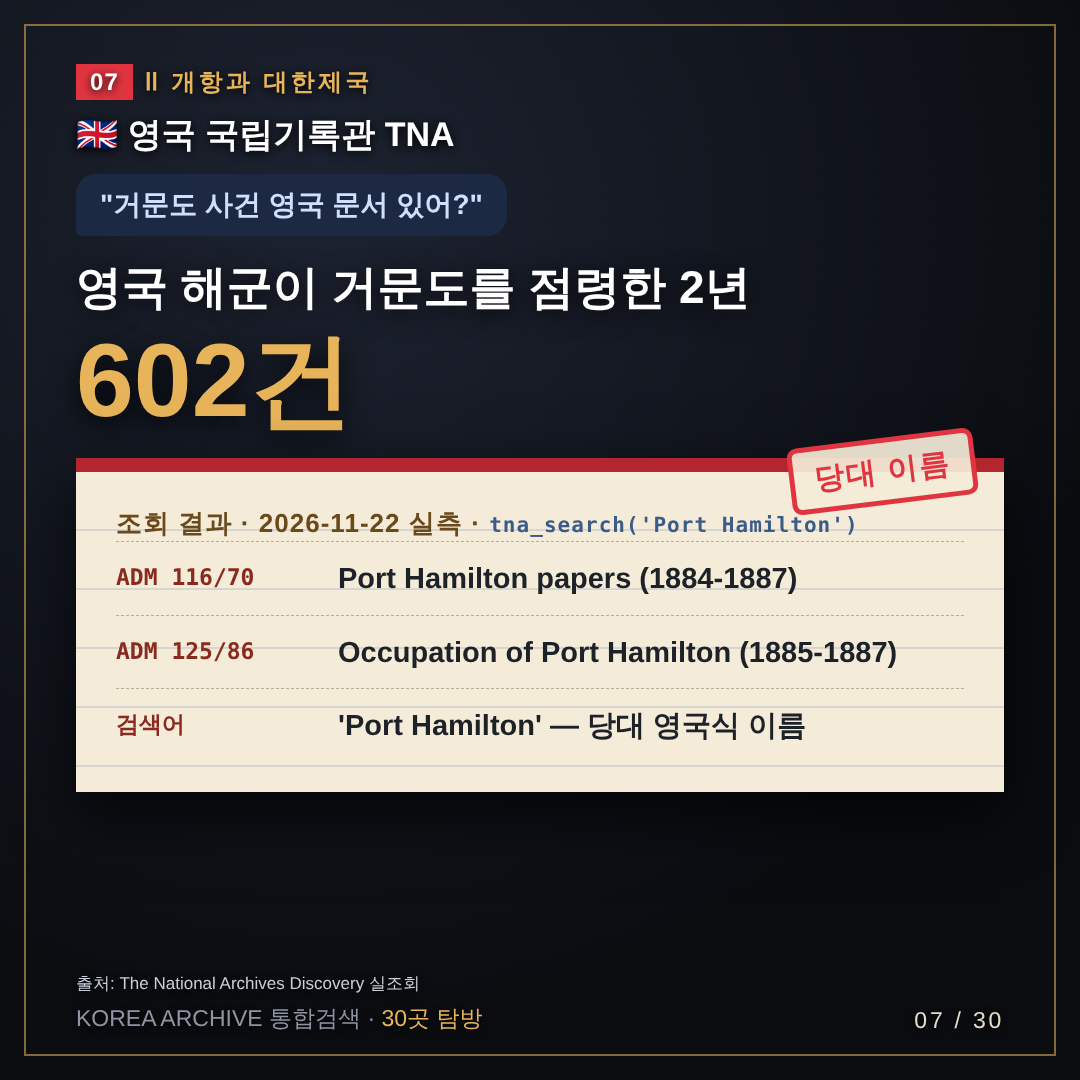 07 Ⅱ 개항과 대한제국
🇬🇧 영국 국립기록관 TNA
"거문도 사건 영국 문서 있어?"
영국 해군이 거문도를 점령한 2년
602건
당대 이름
조회 결과 · 2026-11-22 실측 · tna_search('Port Hamilton')
ADM 116/70 Port Hamilton papers (1884-1887)
ADM 125/86 Occupation of Port Hamilton (1885-1887)
검색어 'Port Hamilton' — 당대 영국식 이름
출처: The National Archives Discovery 실조회
KOREA ARCHIVE 통합검색 · 30곳 탐방
07 / 30